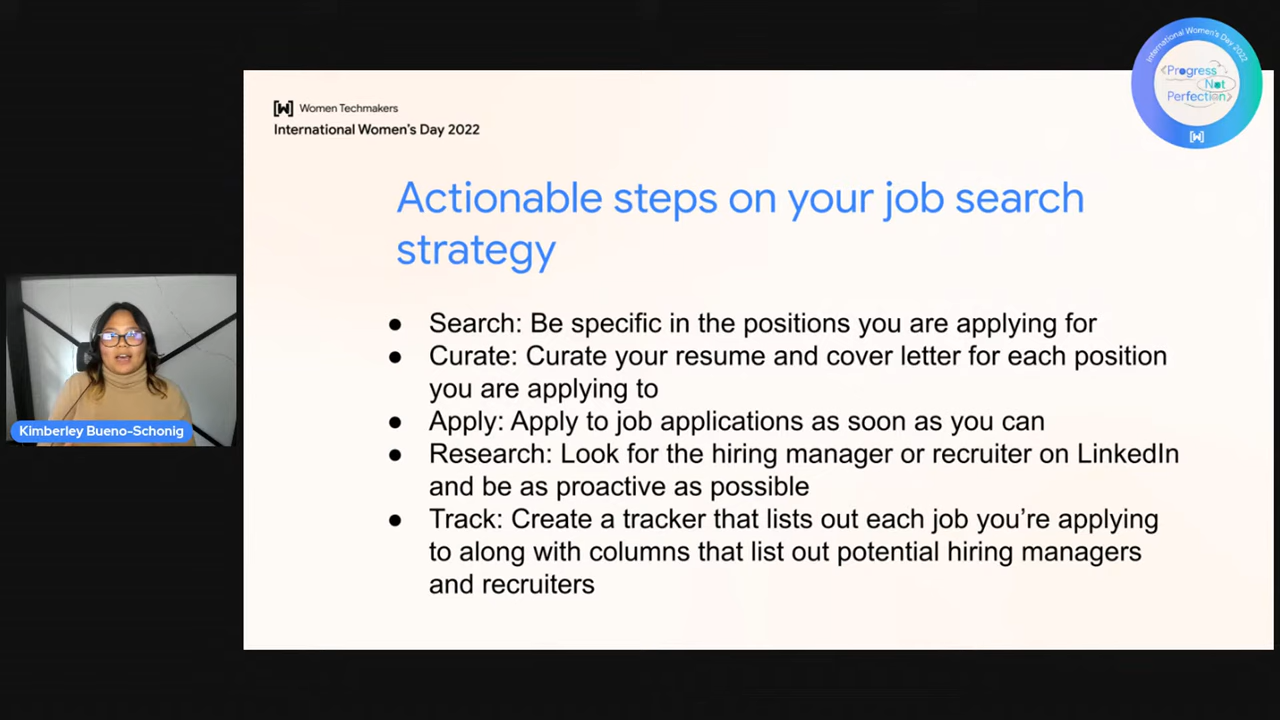 International Women's Day 2022
<Progress
Not
Perfection>
[W]
[W] Women Techmakers
International Women's Day 2022
Actionable steps on your job search
strategy
● Search: Be specific in the positions you are applying for
● Curate: Curate your resume and cover letter for each position
you are applying to
● Apply: Apply to job applications as soon as you can
● Research: Look for the hiring manager or recruiter on LinkedIn
and be as proactive as possible
● Track: Create a tracker that lists out each job you’re applying
to along with columns that list out potential hiring managers
and recruiters
Kimberley Bueno-Schonig